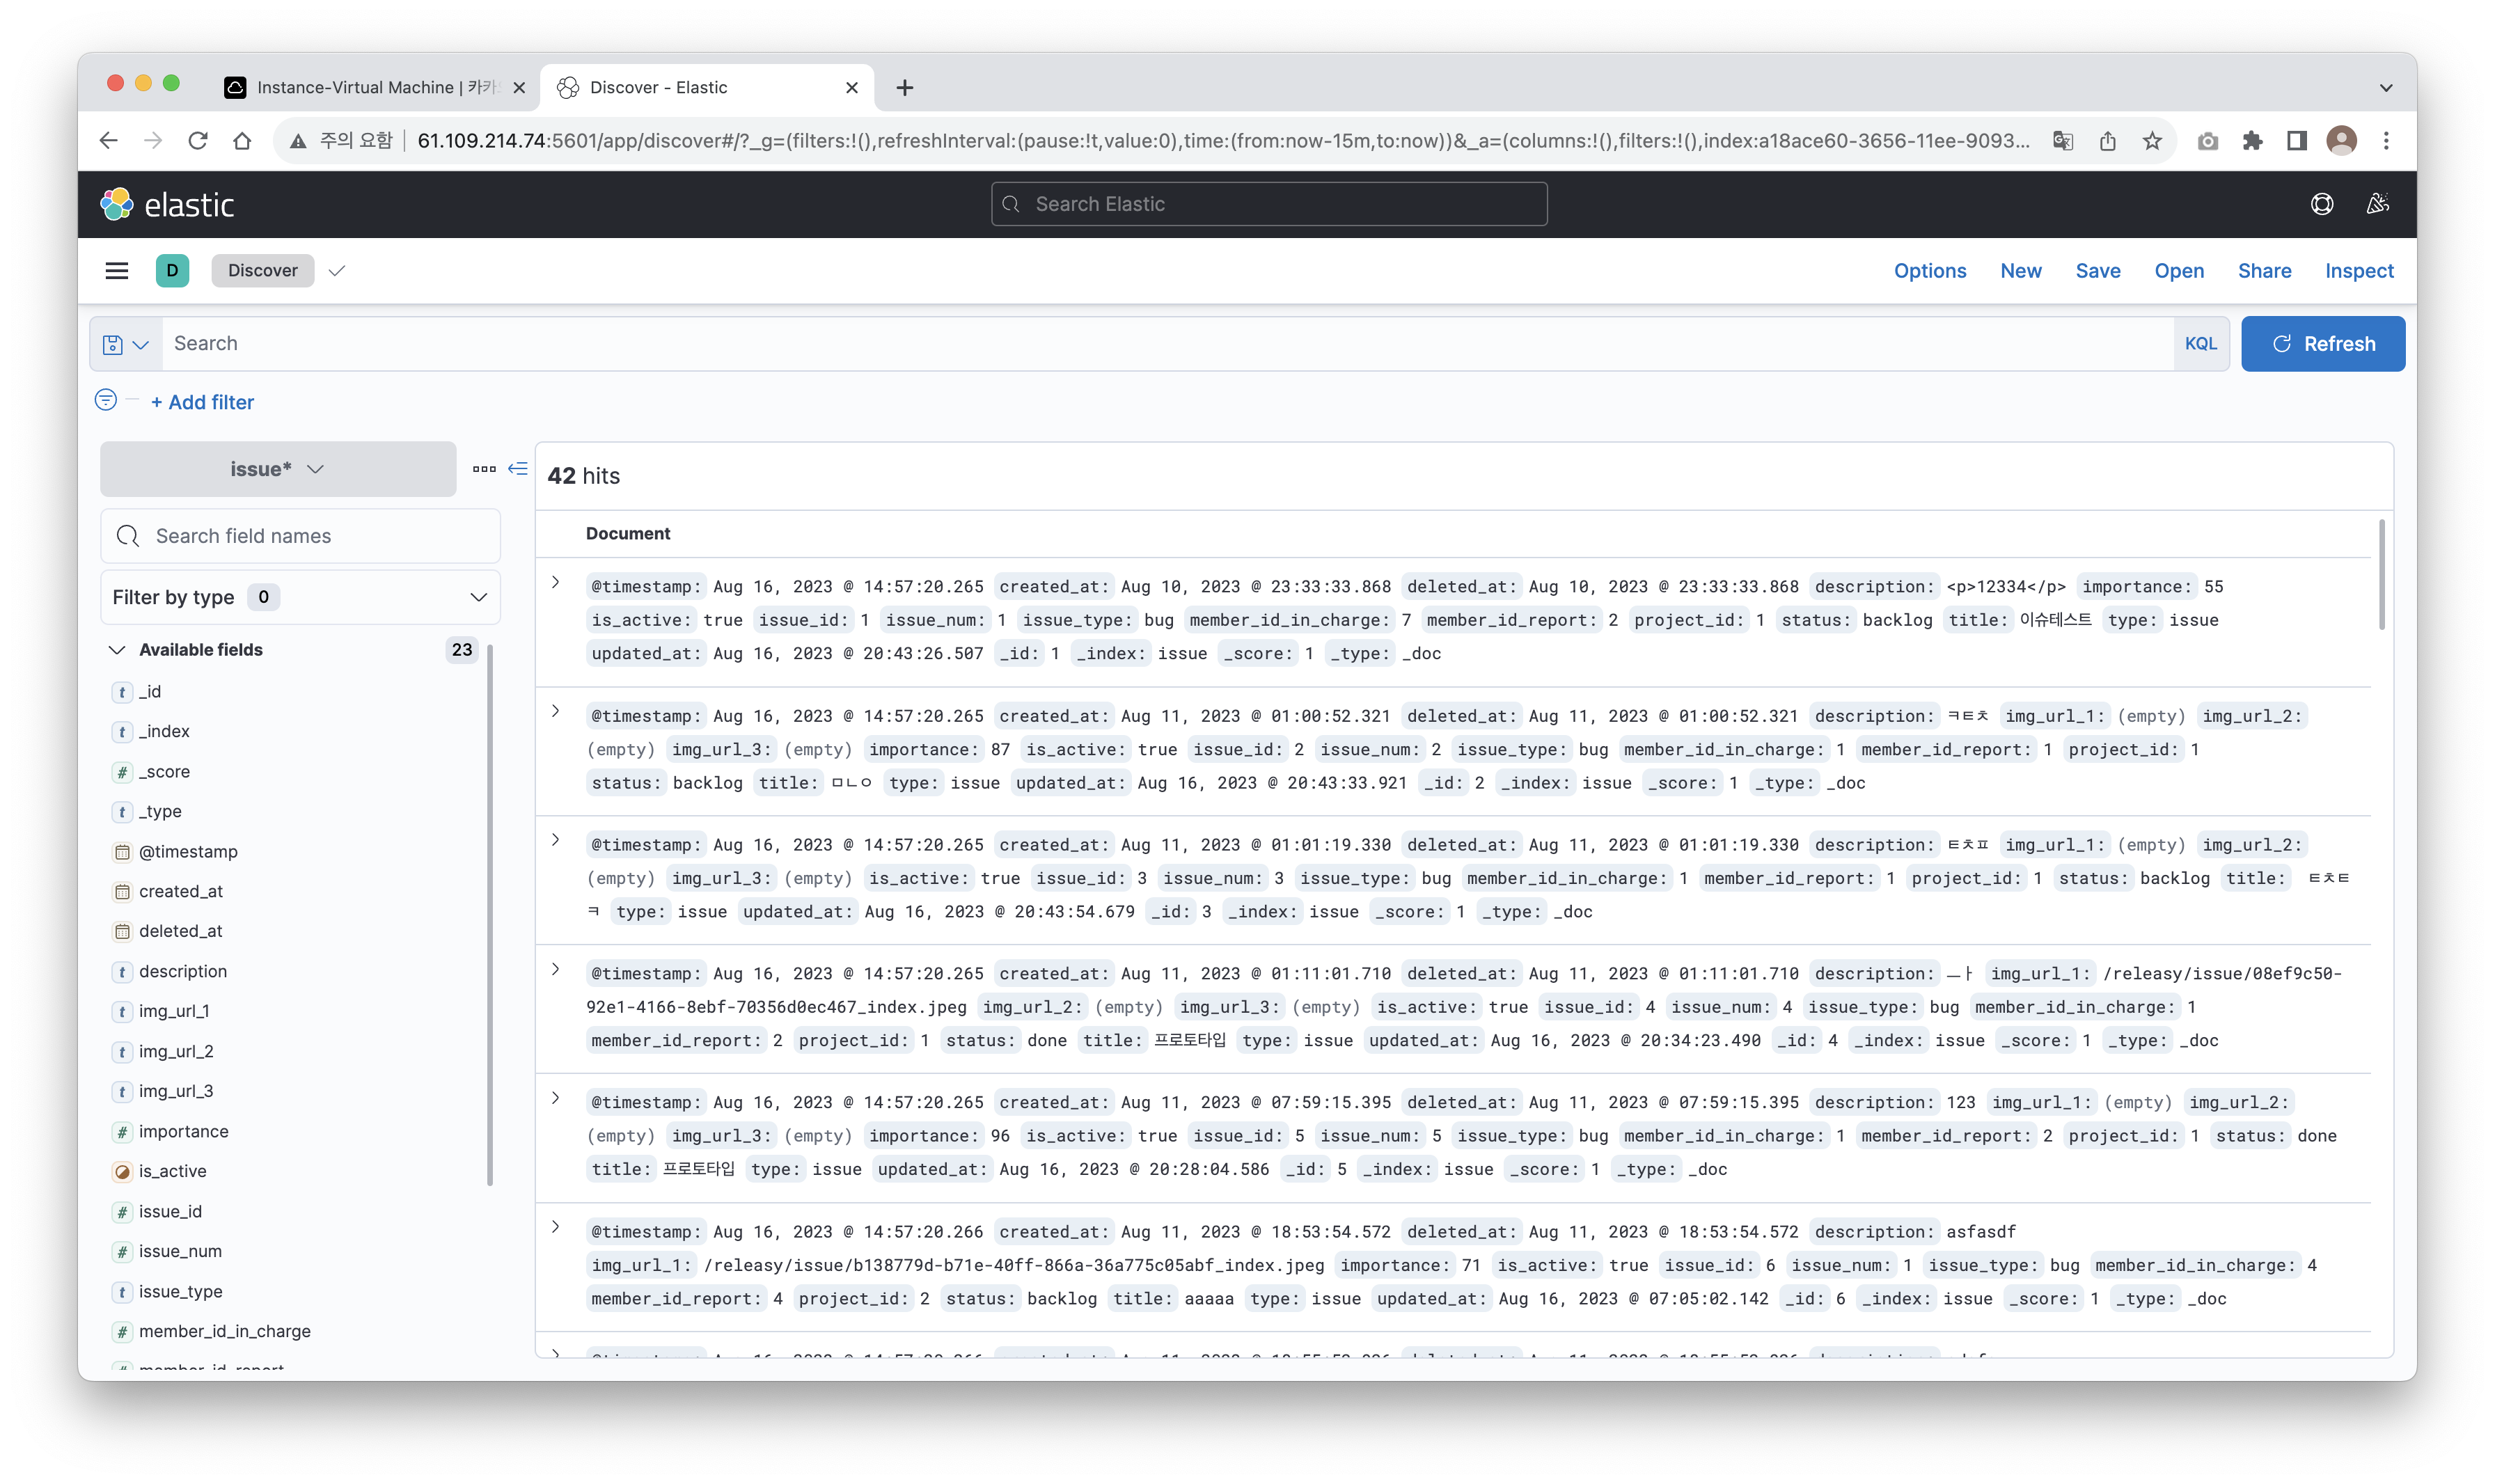 Instance-Virtual Machine | 카카
Discover - Elastic
주의 요함 | 61.109.214.74:5601/app/discover#/?_g=(filters:!(),refreshInterval:(pause:!t,value:0),time:(from:now-15m,to:now))&_a=(columns:!(),filters:!(),index:a18ace60-3656-11ee-9093...
elastic
Search Elastic
D
Discover
Options New Save Open Share Inspect
Search
KQL
Refresh
+ Add filter
issue*
42 hits
Search field names
Document
Filter by type 0
Available fields 23
_id
_index
_score
_type
@timestamp
created_at
deleted_at
description
img_url_1
img_url_2
img_url_3
importance
is_active
issue_id
issue_num
issue_type
member_id_in_charge
member_id_report
@timestamp: Aug 16, 2023 @ 14:57:20.265 created_at: Aug 10, 2023 @ 23:33:33.868 deleted_at: Aug 10, 2023 @ 23:33:33.868 description: <p>12334</p> importance: 55
is_active: true issue_id: 1 issue_num: 1 issue_type: bug member_id_in_charge: 7 member_id_report: 2 project_id: 1 status: backlog title: 이슈테스트 type: issue
updated_at: Aug 16, 2023 @ 20:43:26.507 _id: 1 _index: issue _score: 1 _type: _doc
@timestamp: Aug 16, 2023 @ 14:57:20.265 created_at: Aug 11, 2023 @ 01:00:52.321 deleted_at: Aug 11, 2023 @ 01:00:52.321 description: ㅋㅌㅊ img_url_1: (empty) img_url_2:
(empty) img_url_3: (empty) importance: 87 is_active: true issue_id: 2 issue_num: 2 issue_type: bug member_id_in_charge: 1 member_id_report: 1 project_id: 1
status: backlog title: ㅁㄴㅇ type: issue updated_at: Aug 16, 2023 @ 20:43:33.921 _id: 2 _index: issue _score: 1 _type: _doc
@timestamp: Aug 16, 2023 @ 14:57:20.265 created_at: Aug 11, 2023 @ 01:01:19.330 deleted_at: Aug 11, 2023 @ 01:01:19.330 description: ㅌㅊㅍ img_url_1: (empty) img_url_2:
(empty) img_url_3: (empty) is_active: true issue_id: 3 issue_num: 3 issue_type: bug member_id_in_charge: 1 member_id_report: 1 project_id: 1 status: backlog title: ㅌㅊㅌ
ㅋ type: issue updated_at: Aug 16, 2023 @ 20:43:54.679 _id: 3 _index: issue _score: 1 _type: _doc
@timestamp: Aug 16, 2023 @ 14:57:20.265 created_at: Aug 11, 2023 @ 01:11:01.710 deleted_at: Aug 11, 2023 @ 01:11:01.710 description: ㅡㅏ img_url_1: /releasy/issue/08ef9c50-
92e1-4166-8ebf-70356d0ec467_index.jpeg img_url_2: (empty) img_url_3: (empty) is_active: true issue_id: 4 issue_num: 4 issue_type: bug member_id_in_charge: 1
member_id_report: 2 project_id: 1 status: done title: 프로토타입 type: issue updated_at: Aug 16, 2023 @ 20:34:23.490 _id: 4 _index: issue _score: 1 _type: _doc
@timestamp: Aug 16, 2023 @ 14:57:20.265 created_at: Aug 11, 2023 @ 07:59:15.395 deleted_at: Aug 11, 2023 @ 07:59:15.395 description: 123 img_url_1: (empty) img_url_2:
(empty) img_url_3: (empty) importance: 96 is_active: true issue_id: 5 issue_num: 5 issue_type: bug member_id_in_charge: 1 member_id_report: 2 project_id: 1 status: done
title: 프로토타입 type: issue updated_at: Aug 16, 2023 @ 20:28:04.586 _id: 5 _index: issue _score: 1 _type: _doc
@timestamp: Aug 16, 2023 @ 14:57:20.266 created_at: Aug 11, 2023 @ 18:53:54.572 deleted_at: Aug 11, 2023 @ 18:53:54.572 description: asfasdf
img_url_1: /releasy/issue/b138779d-b71e-40ff-866a-36a775c05abf_index.jpeg importance: 71 is_active: true issue_id: 6 issue_num: 1 issue_type: bug member_id_in_charge: 4
member_id_report: 4 project_id: 2 status: backlog title: aaaaa type: issue updated_at: Aug 16, 2023 @ 07:05:02.142 _id: 6 _index: issue _score: 1 _type: _doc